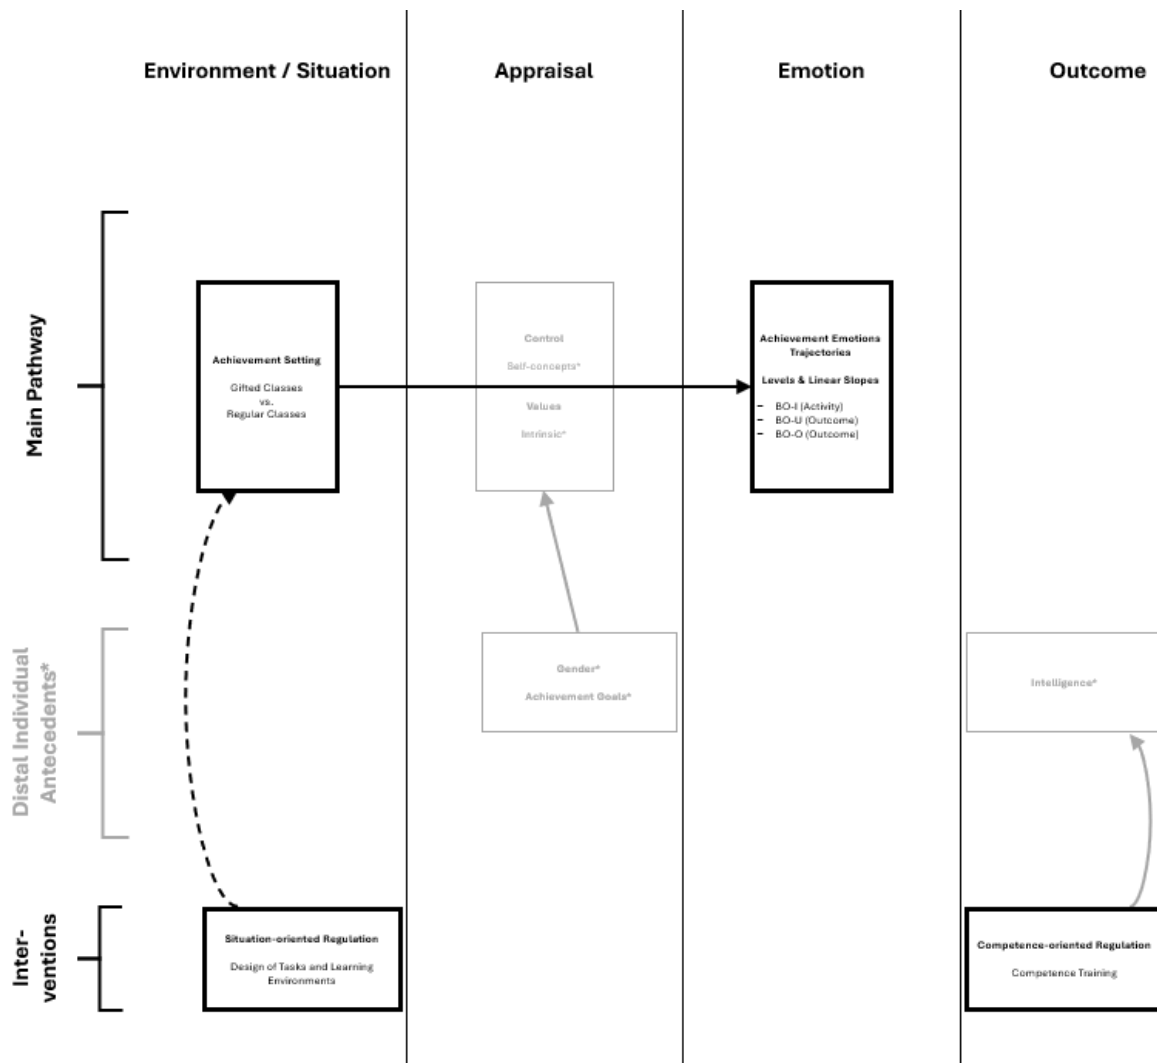 Environment / Situation
Appraisal
Emotion
Outcome
Main Pathway
Achievement Setting
Gifted Classes
vs.
Regular Classes
Control
Self-concepts*
Values
Intrinsic*
Achievement Emotions
Trajectories
Levels & Linear Slopes
– BO-I (Activity)
– BO-U (Outcome)
– BO-O (Outcome)
Distal Individual
Antecedents*
Gender*
Achievement Goals*
Intelligence*
Inter-
ventions
Situation-oriented Regulation
Design of Tasks and Learning
Environments
Competence-oriented Regulation
Competence Training